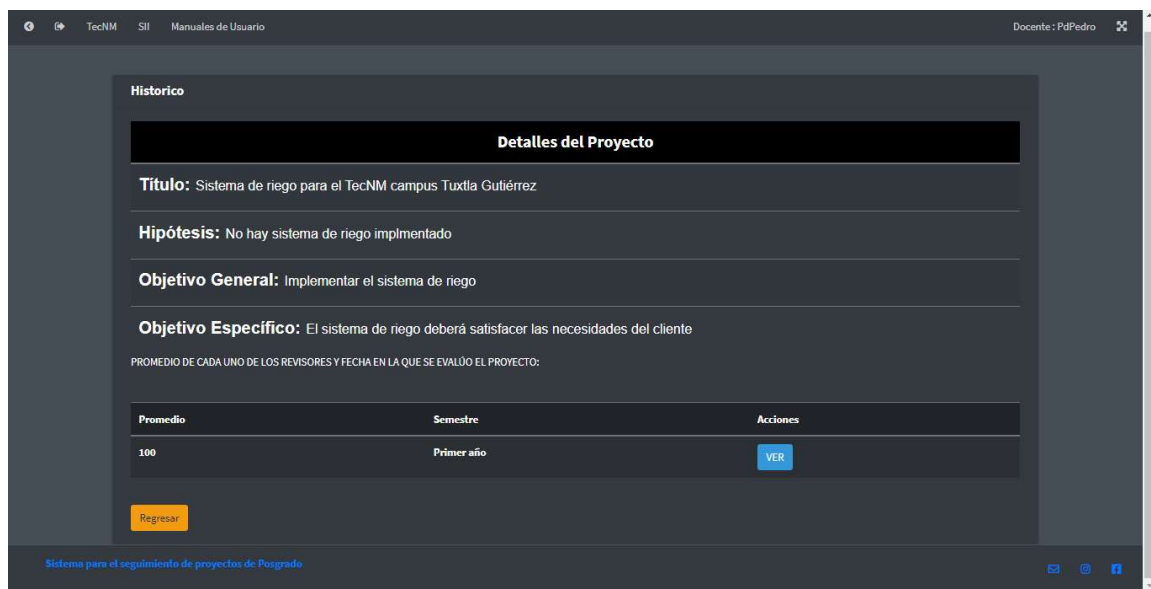 TecNM SII Manuales de Usuario Docente : PdPedro
Historico
Detalles del Proyecto
Título: Sistema de riego para el TecNM campus Tuxtla Gutiérrez
Hipótesis: No hay sistema de riego implmentado
Objetivo General: Implementar el sistema de riego
Objetivo Específico: El sistema de riego deberá satisfacer las necesidades del cliente
PROMEDIO DE CADA UNO DE LOS REVISORES Y FECHA EN LA QUE SE EVALÚO EL PROYECTO:
Promedio Semestre Acciones
100 Primer año VER
Regresar
Sistema para el seguimiento de proyectos de Posgrado